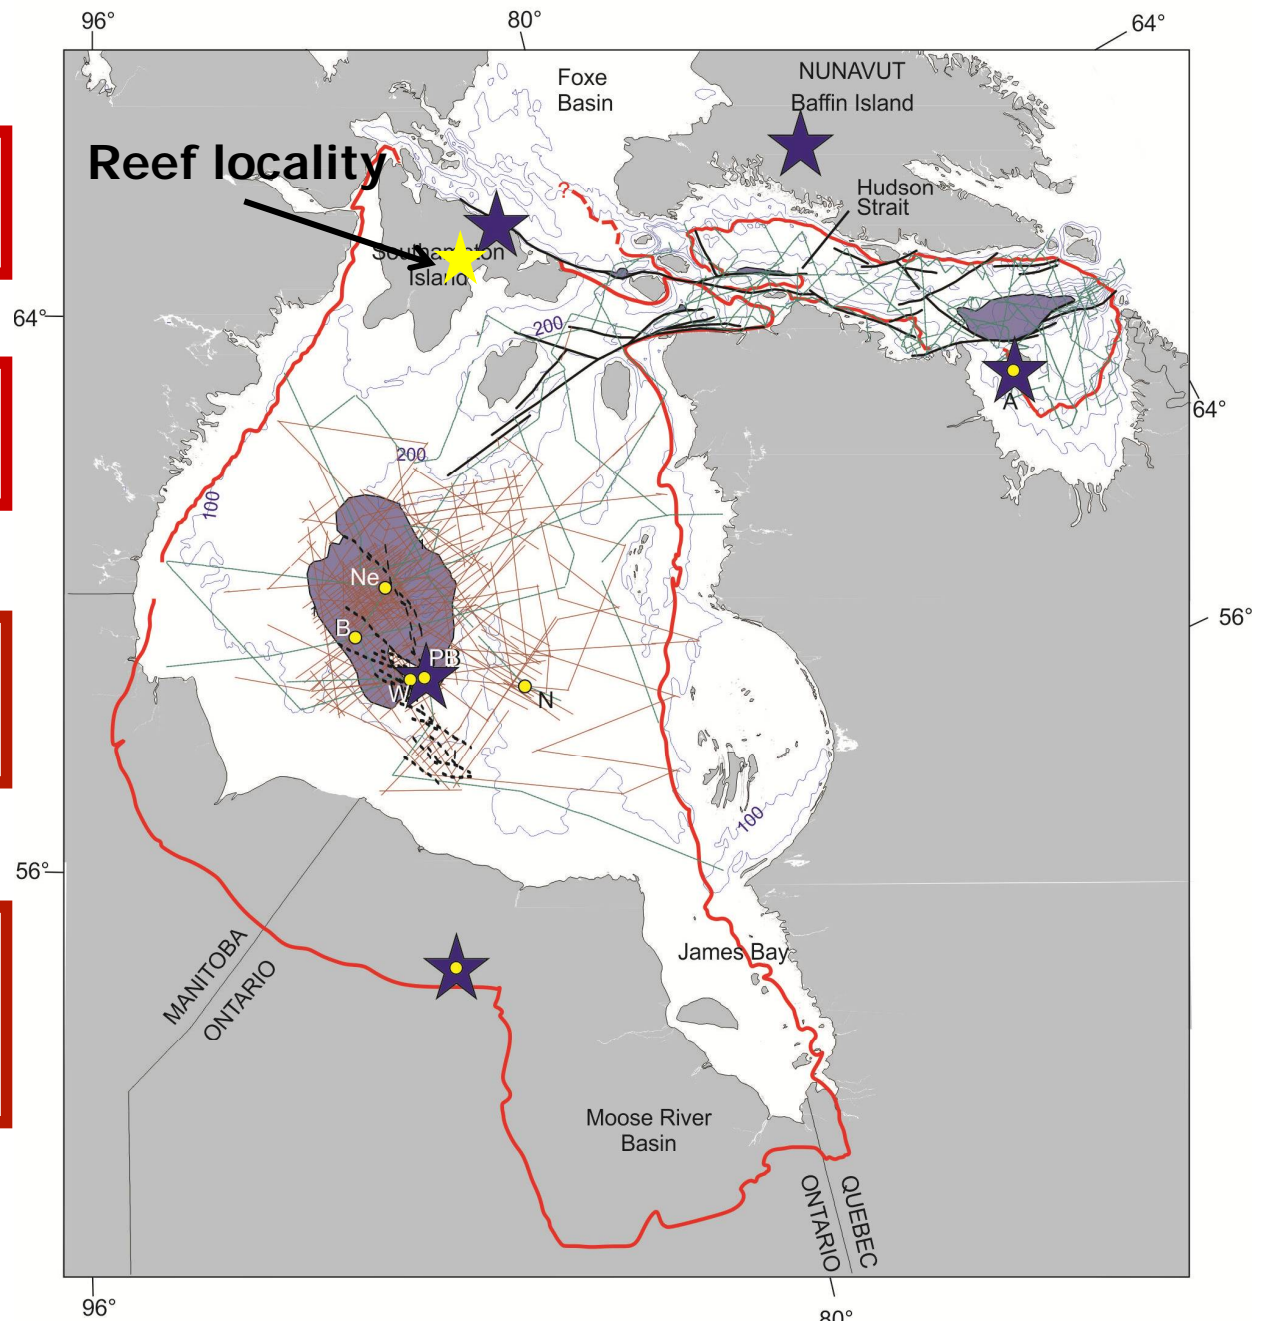 96°
80°
64°
Foxe
Basin
NUNAVUT
Baffin Island
Reef locality
?
Hudson
Strait
Southampton
Island
64°
200
A
64°
200
100
Ne
B
PB
W
N
56°
100
56°
James Bay
MANITOBA
ONTARIO
Moose River
Basin
QUEBEC
ONTARIO
96°
80°